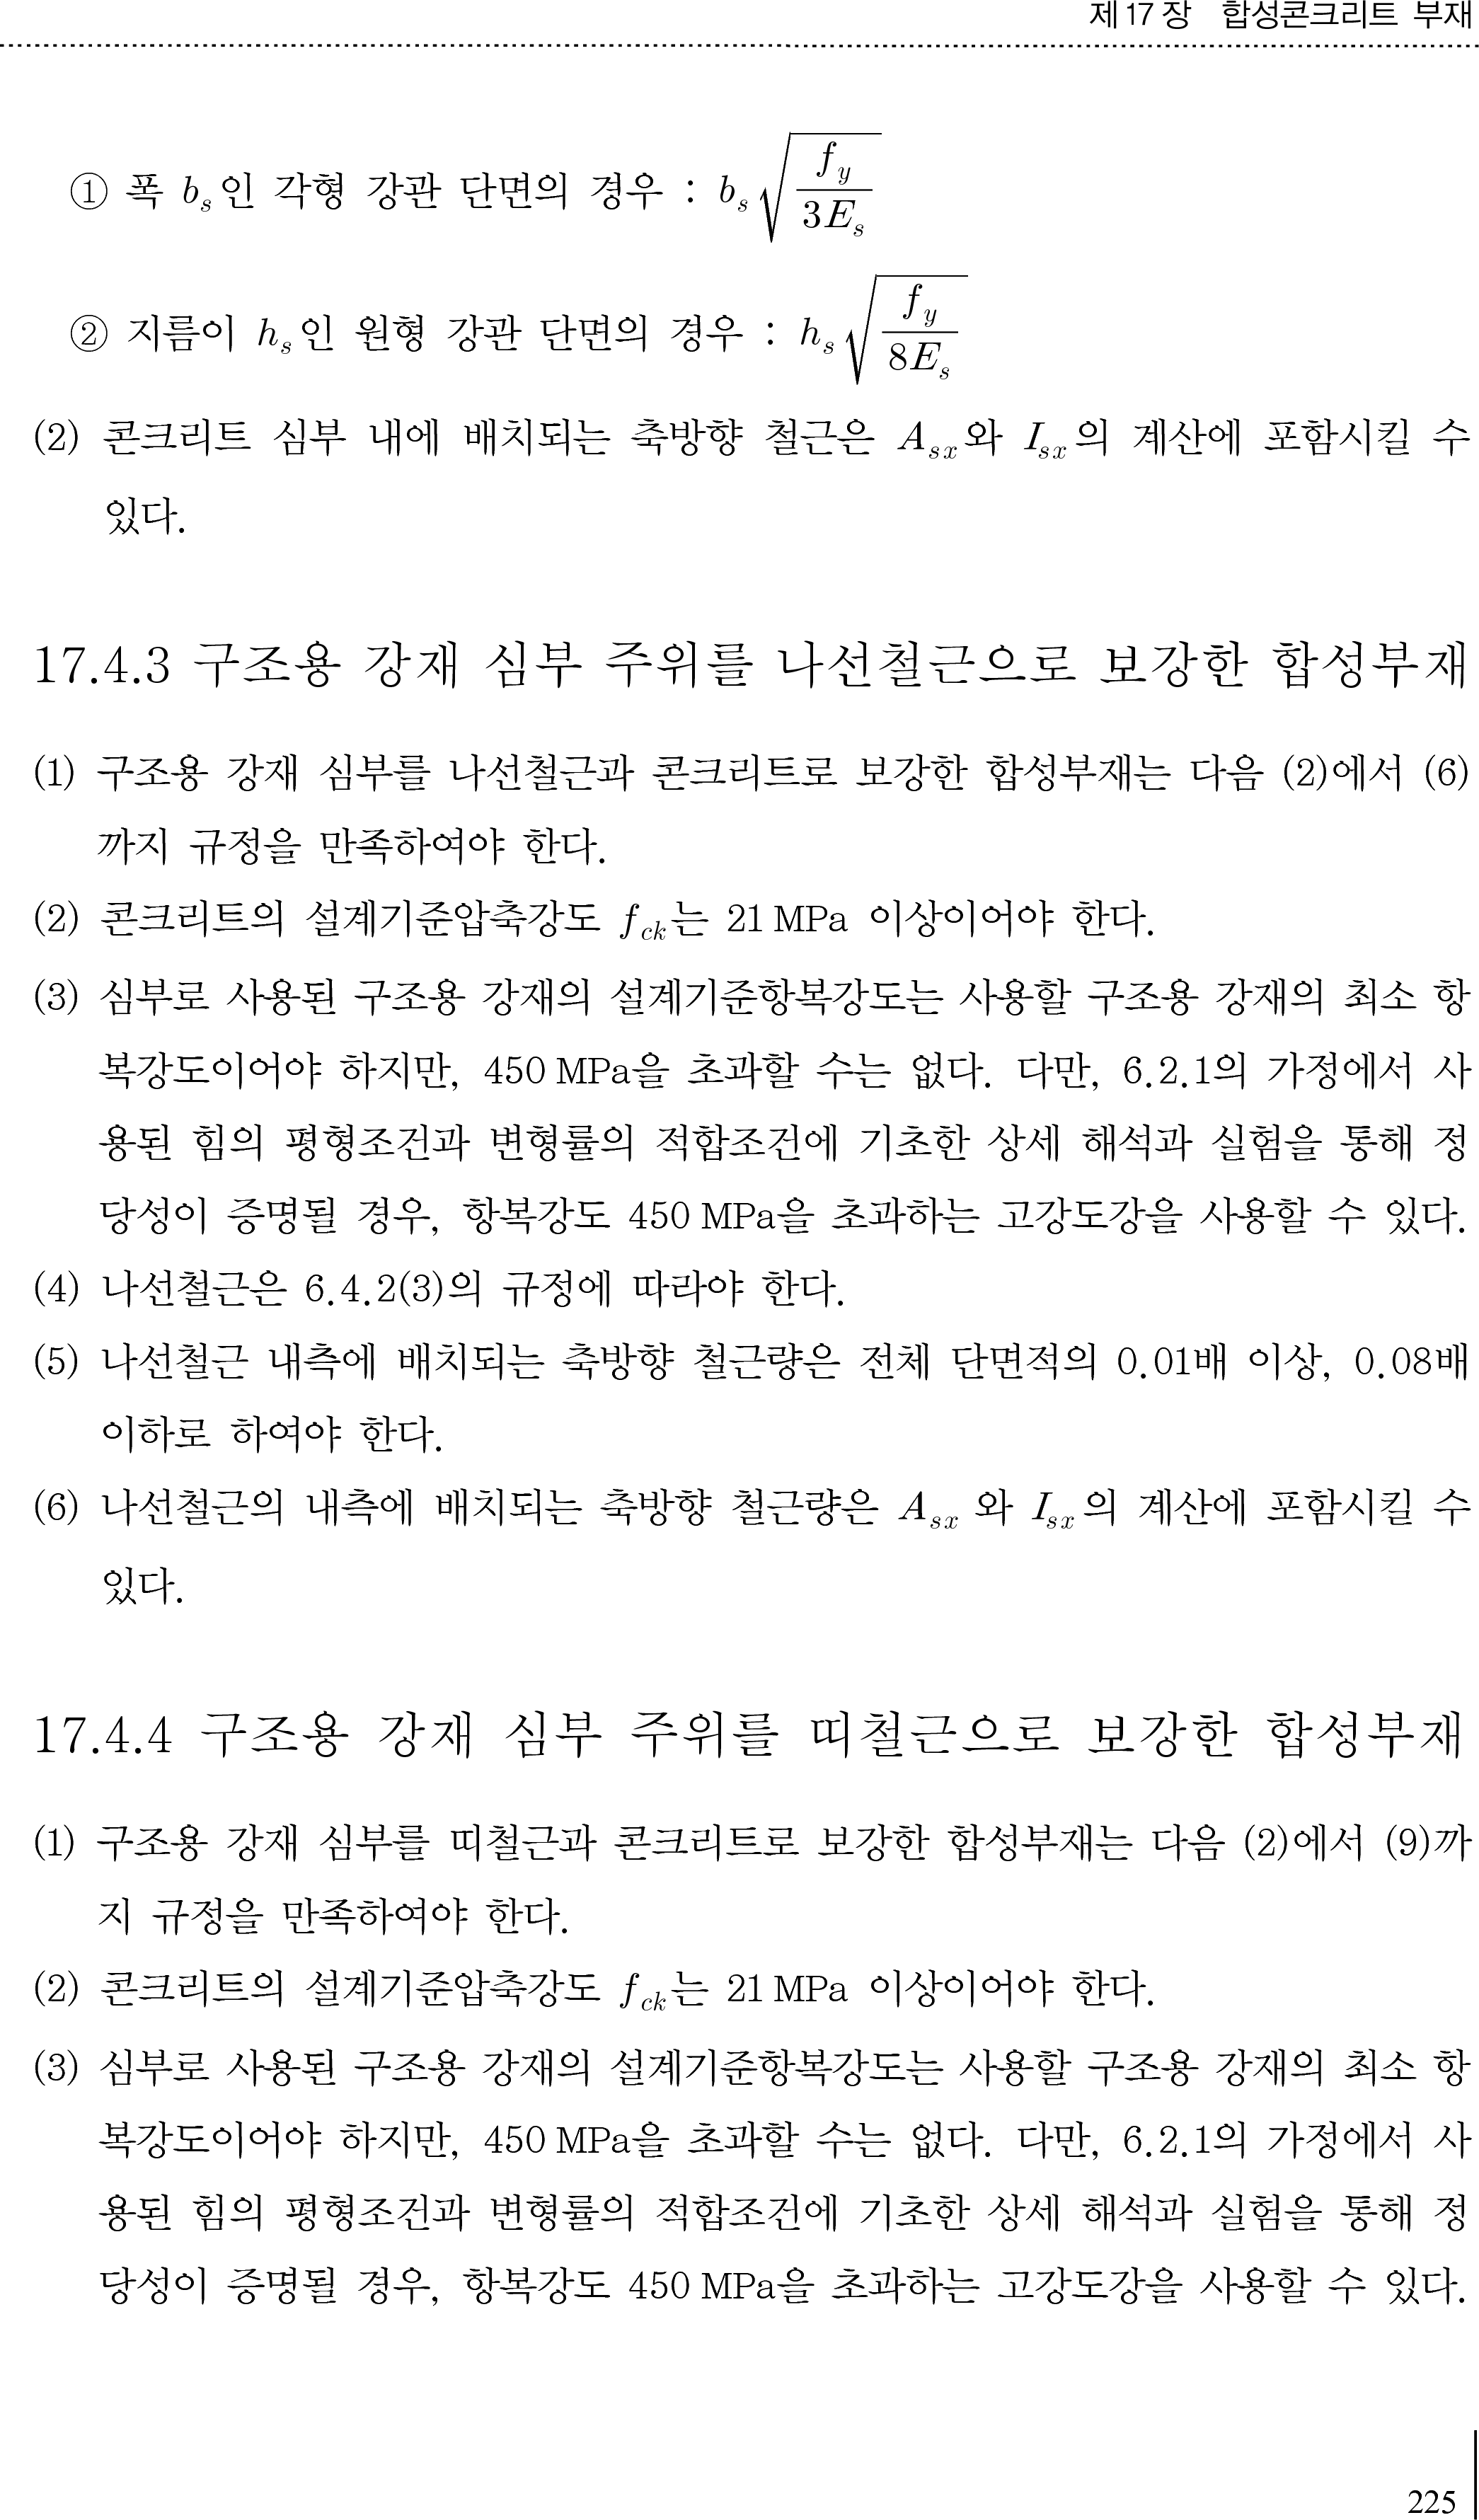 제 17 장 합성콘크리트 부재
① 폭 $b_s$인 각형 강관 단면의 경우 : $b_s\sqrt{\frac{f_y}{3E_s}}$
② 지름이 $h_s$인 원형 강관 단면의 경우 : $h_s\sqrt{\frac{f_y}{8E_s}}$
(2) 콘크리트 심부 내에 배치되는 축방향 철근은 $A_{sx}$와 $I_{sx}$의 계산에 포함시킬 수
있다.
17.4.3 구조용 강재 심부 주위를 나선철근으로 보강한 합성부재
(1) 구조용 강재 심부를 나선철근과 콘크리트로 보강한 합성부재는 다음 (2)에서 (6)
까지 규정을 만족하여야 한다.
(2) 콘크리트의 설계기준압축강도 $f_{ck}$는 21 MPa 이상이어야 한다.
(3) 심부로 사용된 구조용 강재의 설계기준항복강도는 사용할 구조용 강재의 최소 항
복강도이어야 하지만, 450 MPa을 초과할 수는 없다. 다만, 6.2.1의 가정에서 사
용된 힘의 평형조건과 변형률의 적합조건에 기초한 상세 해석과 실험을 통해 정
당성이 증명될 경우, 항복강도 450 MPa을 초과하는 고강도강을 사용할 수 있다.
(4) 나선철근은 6.4.2(3)의 규정에 따라야 한다.
(5) 나선철근 내측에 배치되는 축방향 철근량은 전체 단면적의 0.01배 이상, 0.08배
이하로 하여야 한다.
(6) 나선철근의 내측에 배치되는 축방향 철근량은 $A_{sx}$ 와 $I_{sx}$의 계산에 포함시킬 수
있다.
17.4.4 구조용 강재 심부 주위를 띠철근으로 보강한 합성부재
(1) 구조용 강재 심부를 띠철근과 콘크리트로 보강한 합성부재는 다음 (2)에서 (9)까
지 규정을 만족하여야 한다.
(2) 콘크리트의 설계기준압축강도 $f_{ck}$는 21 MPa 이상이어야 한다.
(3) 심부로 사용된 구조용 강재의 설계기준항복강도는 사용할 구조용 강재의 최소 항
복강도이어야 하지만, 450 MPa을 초과할 수는 없다. 다만, 6.2.1의 가정에서 사
용된 힘의 평형조건과 변형률의 적합조건에 기초한 상세 해석과 실험을 통해 정
당성이 증명될 경우, 항복강도 450 MPa을 초과하는 고강도강을 사용할 수 있다.
225